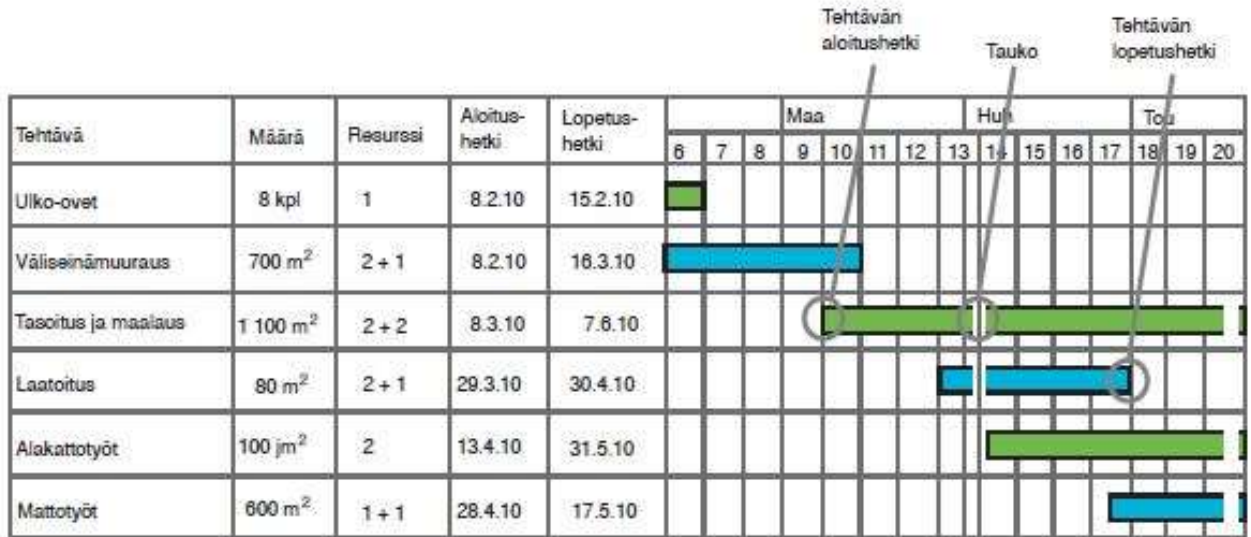 Tehtävän
aloitushetki
Tauko
Tehtävän
lopetushetki
Tehtävä Määrä Resurssi Aloitus-
hetki Lopetus-
hetki Maa Huh Tou
6 7 8 9 10 11 12 13 14 15 16 17 18 19 20
Ulko-ovet 8 kpl 1 8.2.10 15.2.10
Väliseinämuuraus 700 m² 2 + 1 8.2.10 16.3.10
Tasoitus ja maalaus 1 100 m² 2 + 2 8.3.10 7.6.10
Laatoitus 80 m² 2 + 1 29.3.10 30.4.10
Alakattotyöt 100 jm² 2 13.4.10 31.5.10
Mattotyöt 600 m² 1 + 1 28.4.10 17.5.10